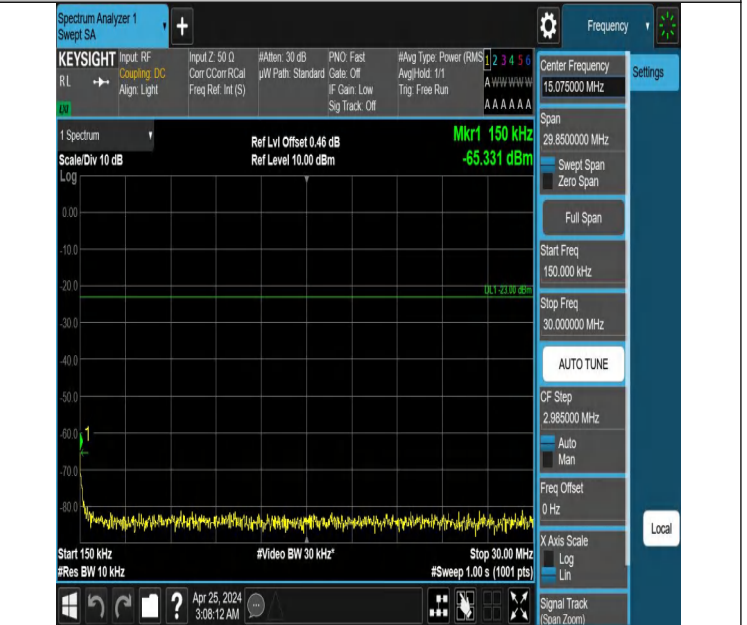 Spectrum Analyzer 1
Swept SA
+
Frequency
KEYSIGHT
RL
LXI
Input: RF
Coupling: DC
Align: Light
Input Z: 50 Ω
Corr CCorr RCal
Freq Ref: Int (S)
#Atten: 30 dB
µW Path: Standard
PNO: Fast
Gate: Off
IF Gain: Low
Sig Track: Off
#Avg Type: Power (RMS
Avg|Hold: 1/1
Trig: Free Run
1 2 3 4 5 6
A W W W W W
A A A A A A
1 Spectrum
Scale/Div 10 dB
Log
Ref Lvl Offset 0.46 dB
Ref Level 10.00 dBm
Mkr1 150 kHz
-65.331 dBm
0.00
-10.0
-20.0
DL1 -23.00 dBm
-30.0
-40.0
-50.0
-60.0
1
-70.0
-80.0
Start 150 kHz
#Res BW 10 kHz
#Video BW 30 kHz*
Stop 30.00 MHz
#Sweep 1.00 s (1001 pts)
?
Apr 25, 2024
3:08:12 AM
Center Frequency
15.075000 MHz
Settings
Span
29.8500000 MHz
Swept Span
Zero Span
Full Span
Start Freq
150.000 kHz
Stop Freq
30.000000 MHz
AUTO TUNE
CF Step
2.985000 MHz
Auto
Man
Freq Offset
0 Hz
X Axis Scale
Log
Lin
Local
Signal Track
(Span Zoom)